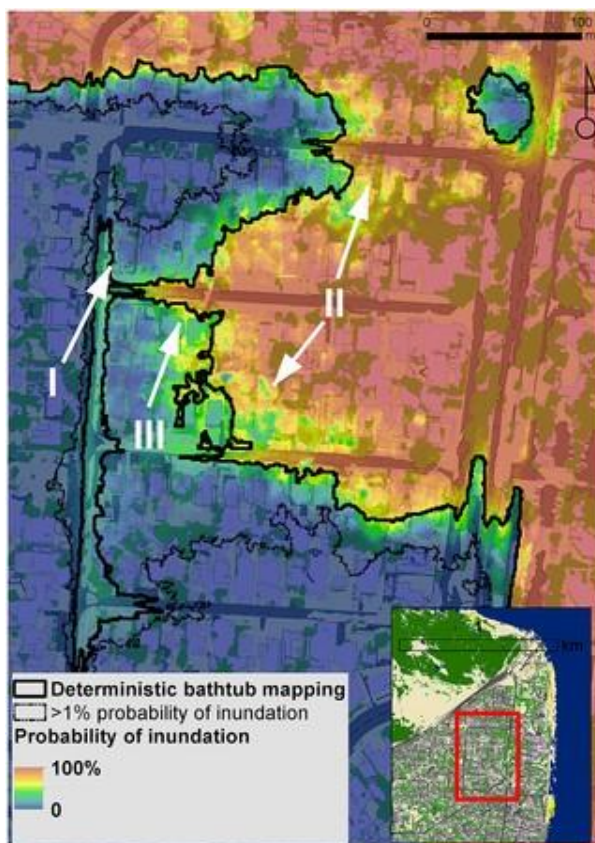 0 100
m
II
I
III
km
Deterministic bathtub mapping
>1% probability of inundation
Probability of inundation
100%
0